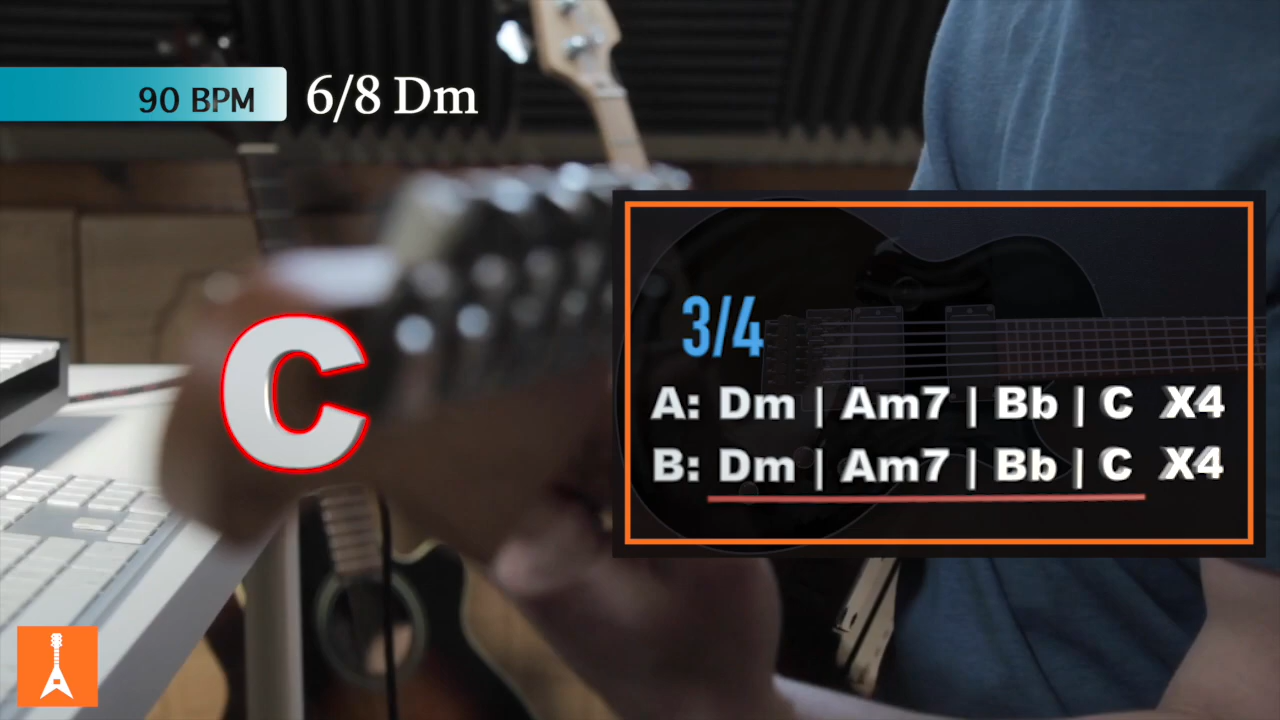 90 BPM 6/8 Dm
3/4
C
A: Dm | Am7 | Bb | C X4
B: Dm | Am7 | Bb | C X4